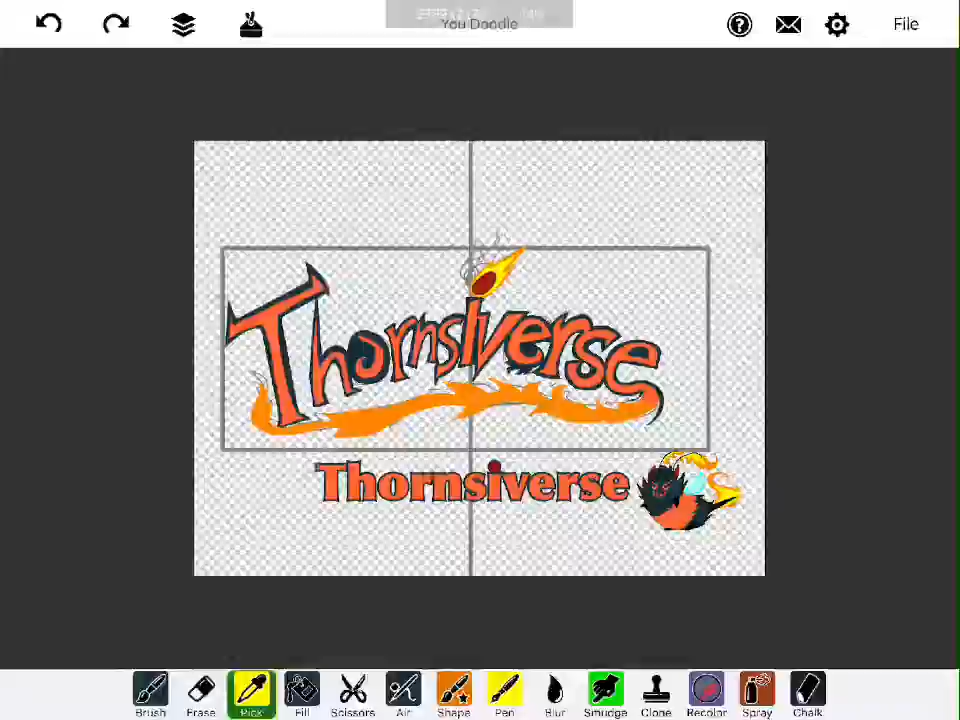 You Doodle
File
Thornsiverse
Thornsiverse
Brush Erase Pick Fill Scissors Air Shape Pen Blur Smudge Clone Recolor Spray Chalk